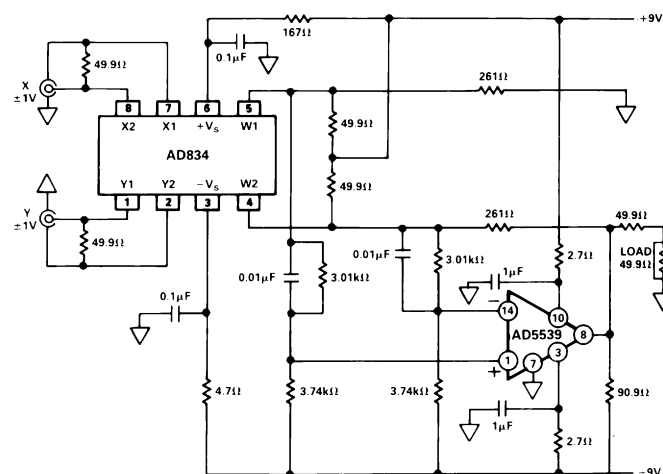 +9V
167Ω
0.1µF
49.9Ω
X
±1V
8 7 6 5
X2 X1 +VS W1
AD834
Y1 Y2 −VS W2
1 2 3 4
Y
±1V
49.9Ω
261Ω
49.9Ω
49.9Ω
261Ω
49.9Ω
LOAD
49.9Ω
0.01µF
3.01kΩ
0.01µF
3.01kΩ
1µF
2.7Ω
0.1µF
− 14 10
AD5539 8
1 7 3
+
4.7Ω
3.74kΩ
3.74kΩ
1µF
2.7Ω
90.9Ω
−9V